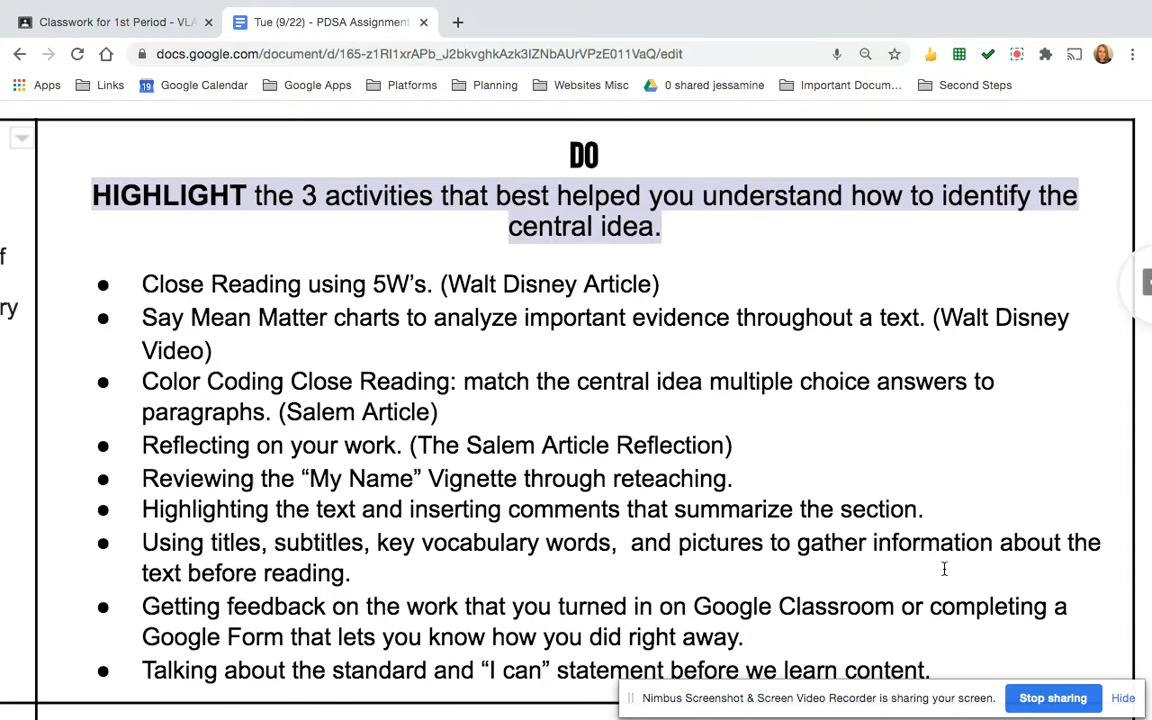 Classwork for 1st Period - VLA
Tue (9/22) - PDSA Assignment
docs.google.com/document/d/165-z1RI1xrAPb_J2bkvghkAzk3IZNbAUrVPzE011VaQ/edit
Apps Links 19 Google Calendar Google Apps Platforms Planning Websites Misc 0 shared jessamine Important Docum... Second Steps
DO
HIGHLIGHT the 3 activities that best helped you understand how to identify the
central idea.
f
ry
● Close Reading using 5W's. (Walt Disney Article)
● Say Mean Matter charts to analyze important evidence throughout a text. (Walt Disney
Video)
● Color Coding Close Reading: match the central idea multiple choice answers to
paragraphs. (Salem Article)
● Reflecting on your work. (The Salem Article Reflection)
● Reviewing the “My Name” Vignette through reteaching.
● Highlighting the text and inserting comments that summarize the section.
● Using titles, subtitles, key vocabulary words,  and pictures to gather information about the
text before reading.
● Getting feedback on the work that you turned in on Google Classroom or completing a
Google Form that lets you know how you did right away.
● Talking about the standard and “I can” statement before we learn content.
Nimbus Screenshot & Screen Video Recorder is sharing your screen. Stop sharing Hide